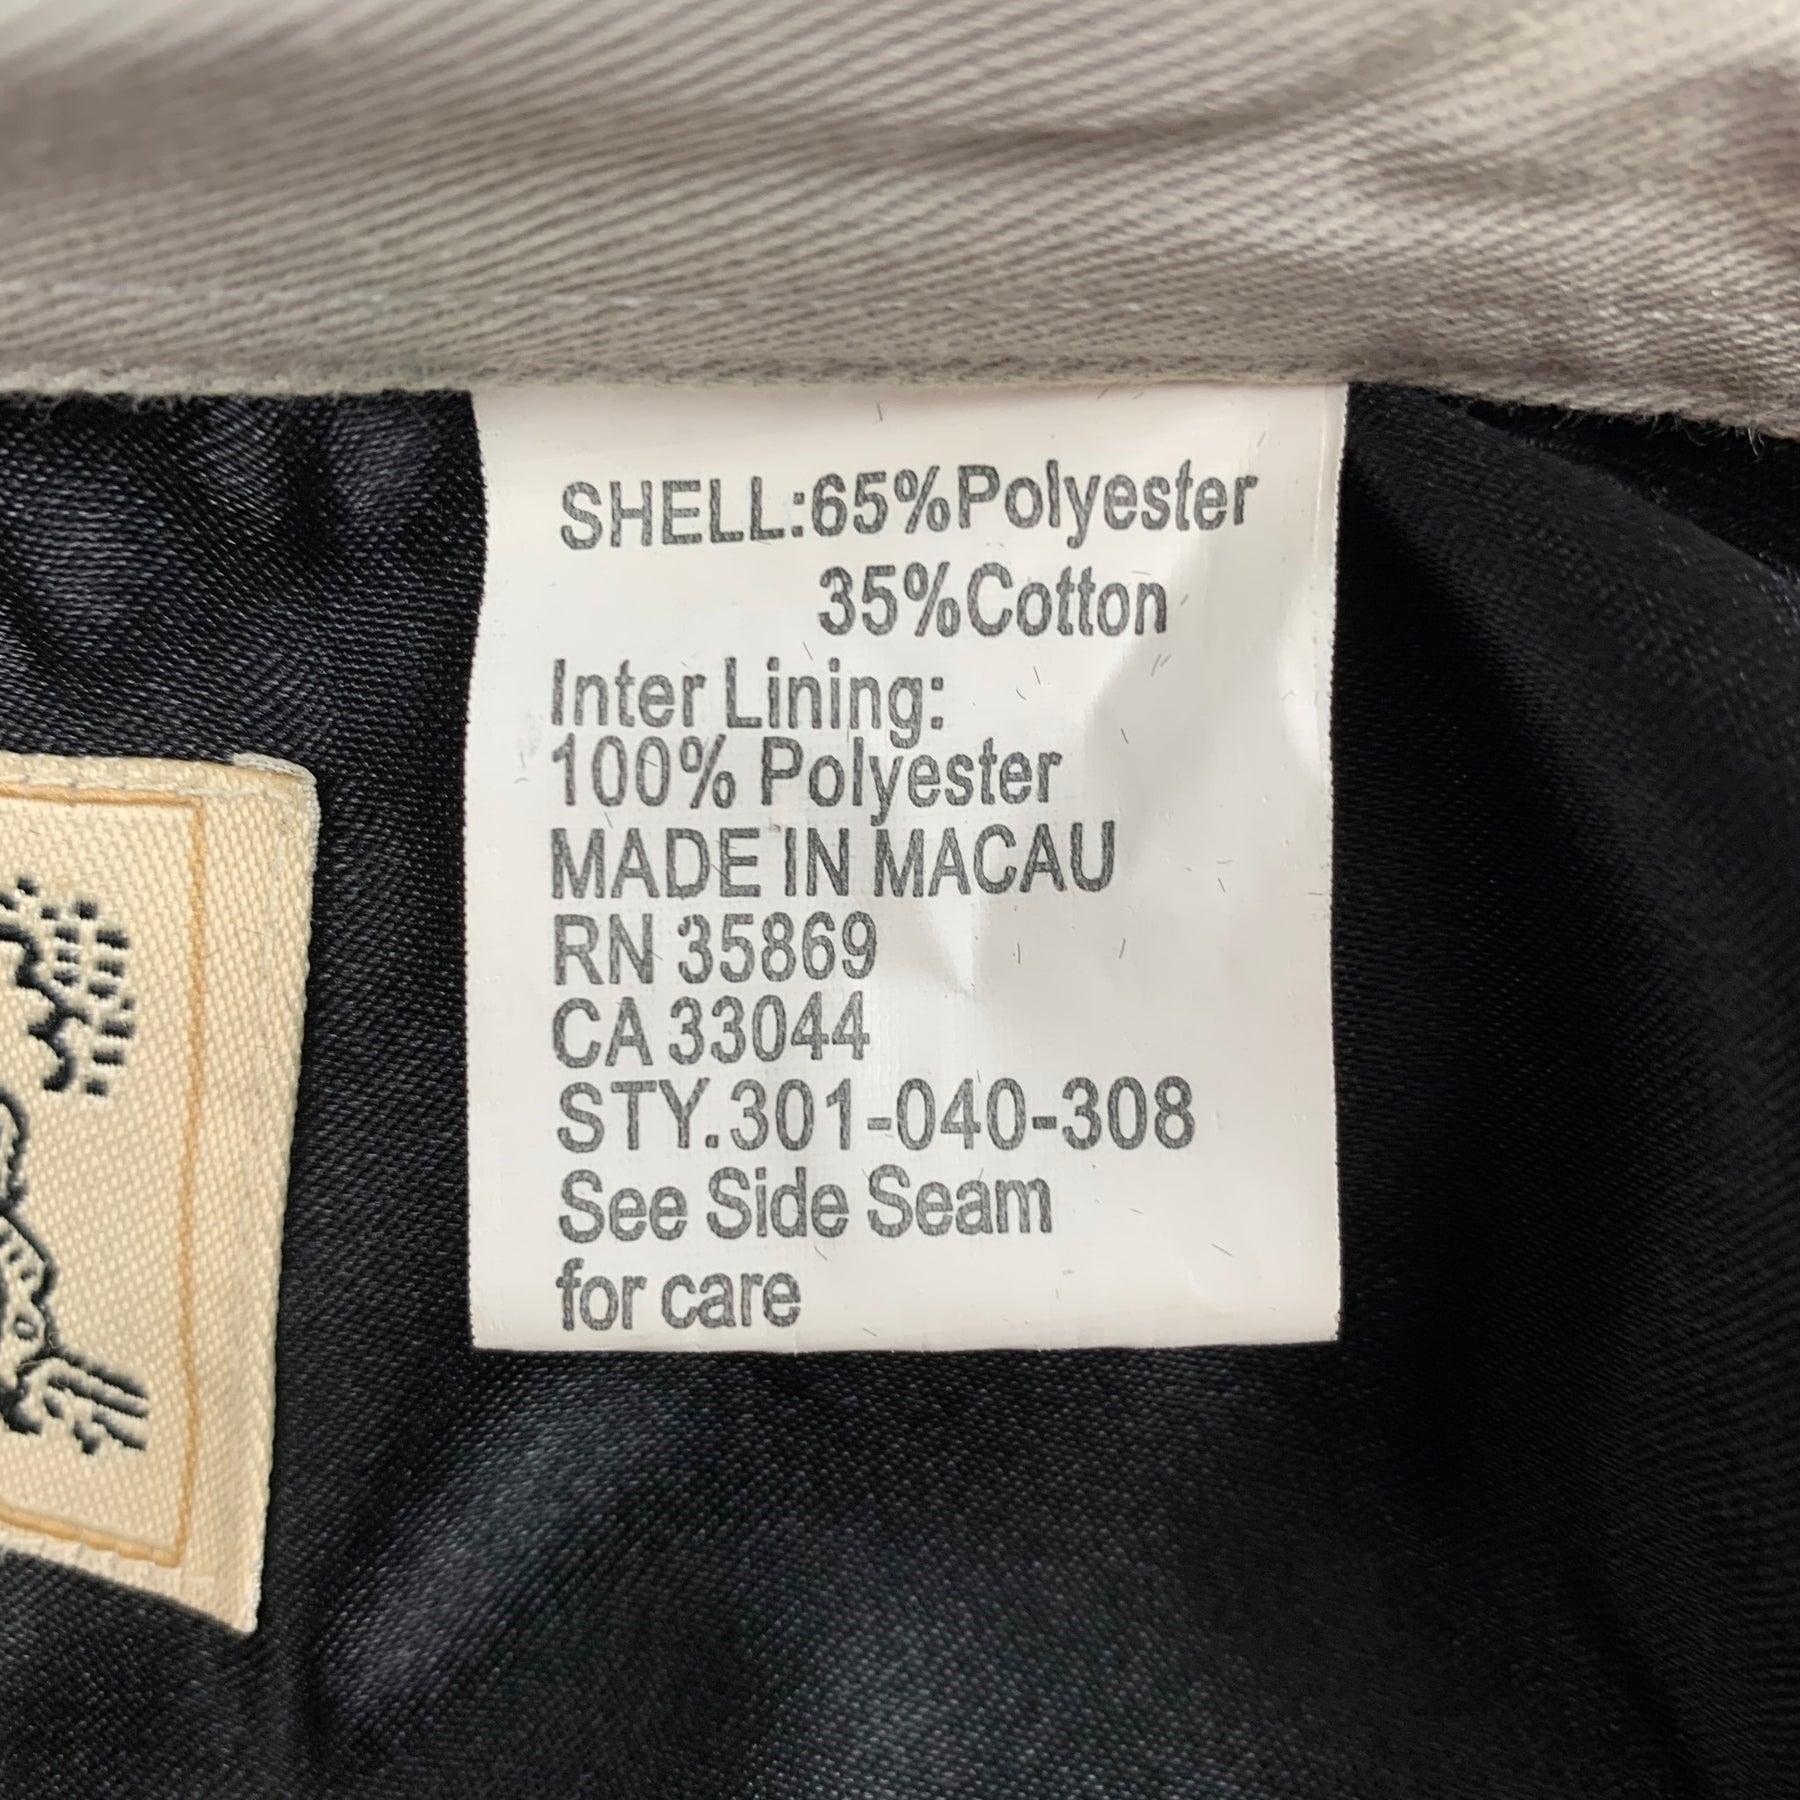 SHELL:65%Polyester
35%Cotton
Inter Lining:
100% Polyester
MADE IN MACAU
RN 35869
CA 33044
STY.301-040-308
See Side Seam
for care